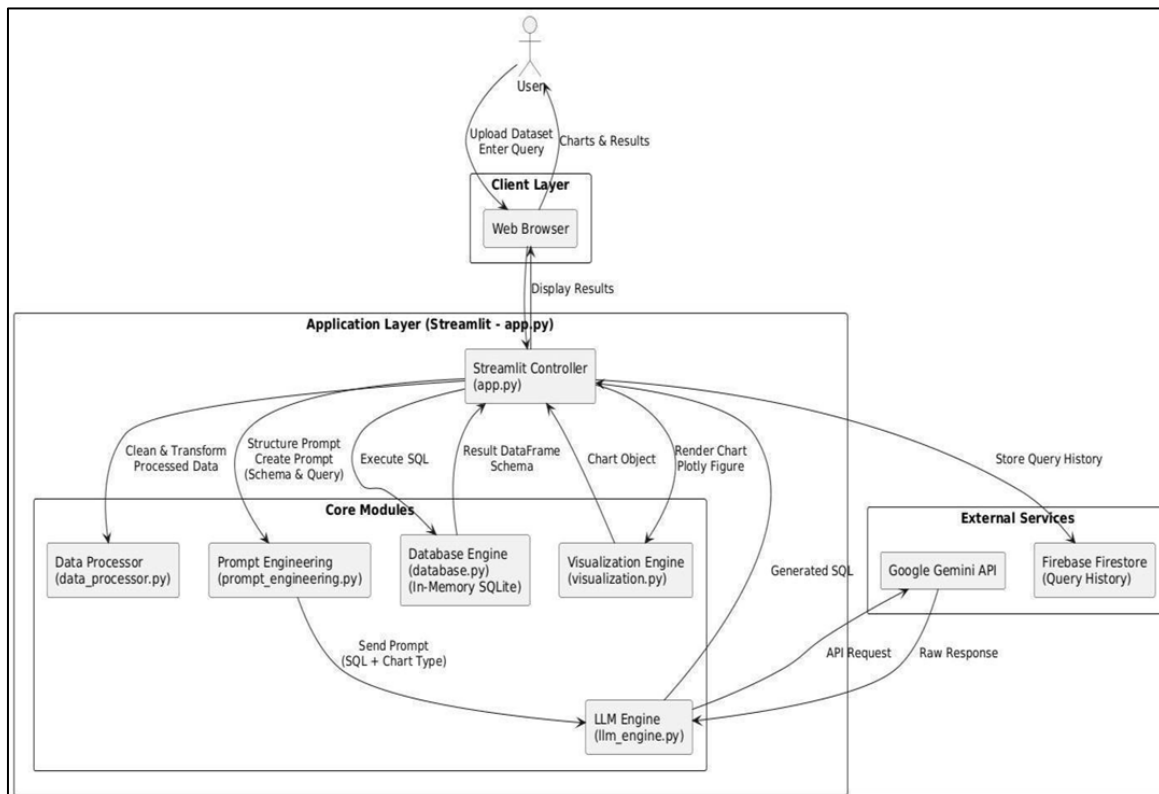 User
Upload Dataset
Enter Query
Charts & Results
Client Layer
Web Browser
Display Results
Application Layer (Streamlit - app.py)
Streamlit Controller
(app.py)
Clean & Transform
Processed Data
Structure Prompt
Create Prompt
(Schema & Query)
Execute SQL
Result DataFrame
Schema
Chart Object
Render Chart
Plotly Figure
Store Query History
Core Modules
Data Processor
(data_processor.py)
Prompt Engineering
(prompt_engineering.py)
Database Engine
(database.py)
(In-Memory SQLite)
Visualization Engine
(visualization.py)
Generated SQL
External Services
Google Gemini API
Firebase Firestore
(Query History)
Send Prompt
(SQL + Chart Type)
API Request
Raw Response
LLM Engine
(llm_engine.py)